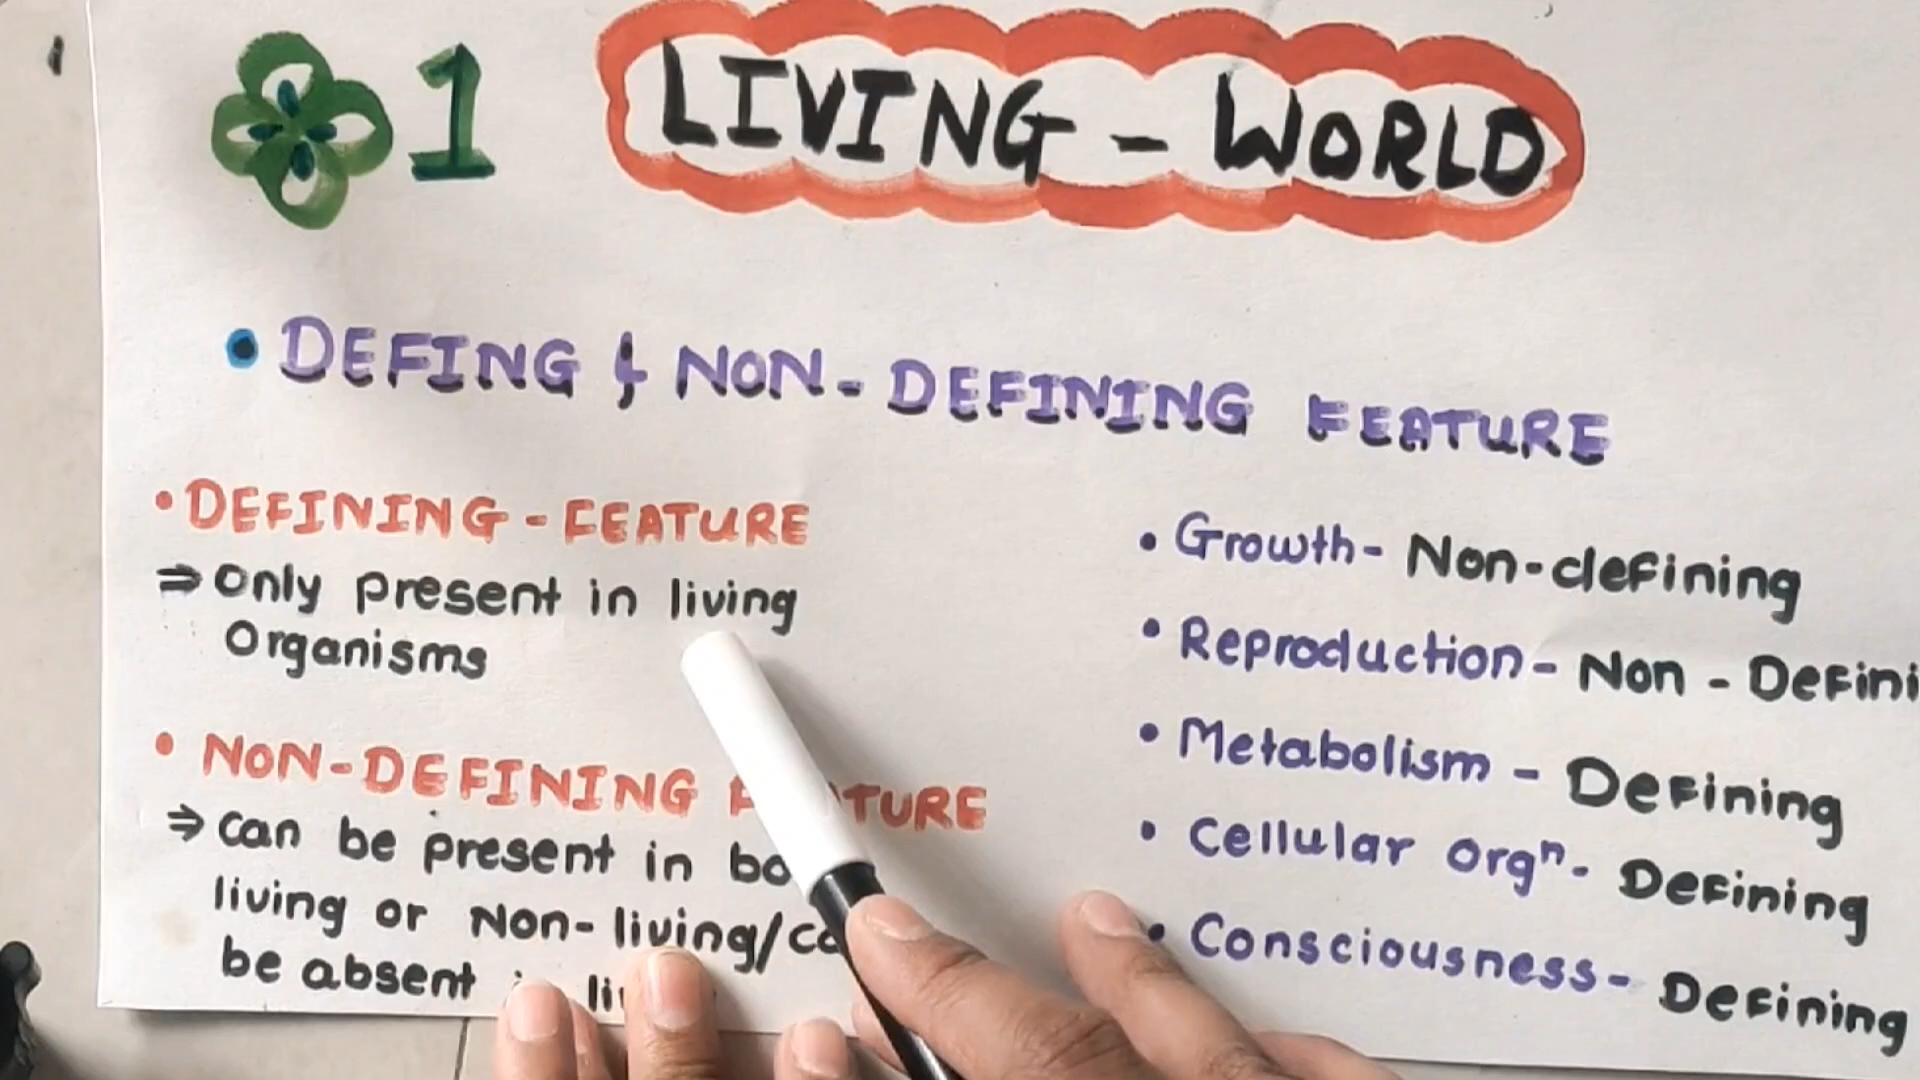 1 LIVING - WORLD
• DEFING & NON-DEFINING FEATURE
• DEFINING - FEATURE
⇒ Only present in living
Organisms
• NON-DEFINING
⇒ can be present in
living or Non-living/
be absent
• Growth - Non-defining
• Reproduction - Non - Defini
• Metabolism - Defining
• Cellular orgⁿ - Defining
• Consciousness - Defining